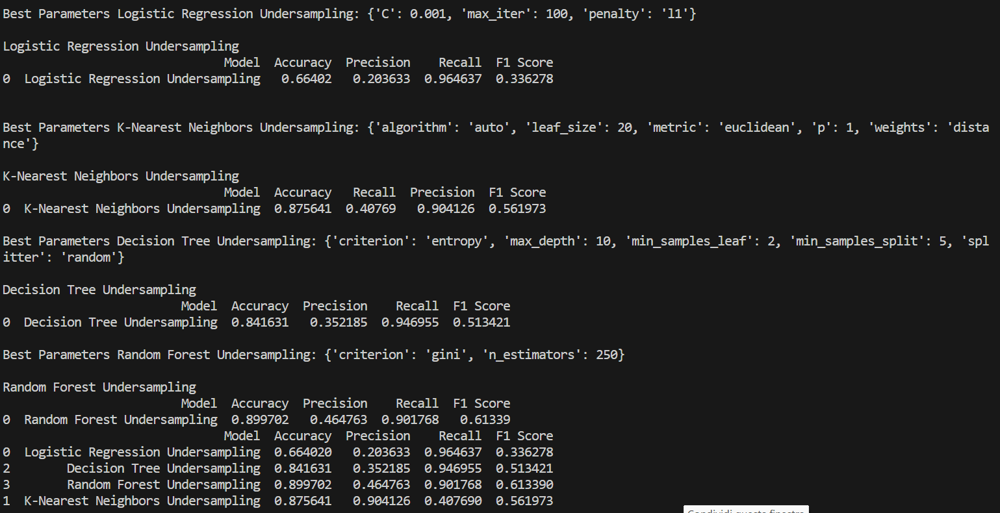 Best Parameters Logistic Regression Undersampling: {'C': 0.001, 'max_iter': 100, 'penalty': 'l1'}
Logistic Regression Undersampling
Model Accuracy Precision Recall F1 Score
0 Logistic Regression Undersampling 0.66402 0.203633 0.964637 0.336278
Best Parameters K-Nearest Neighbors Undersampling: {'algorithm': 'auto', 'leaf_size': 20, 'metric': 'euclidean', 'p': 1, 'weights': 'dista
nce'}
K-Nearest Neighbors Undersampling
Model Accuracy Recall Precision F1 Score
0 K-Nearest Neighbors Undersampling 0.875641 0.40769 0.904126 0.561973
Best Parameters Decision Tree Undersampling: {'criterion': 'entropy', 'max_depth': 10, 'min_samples_leaf': 2, 'min_samples_split': 5, 'spl
itter': 'random'}
Decision Tree Undersampling
Model Accuracy Precision Recall F1 Score
0 Decision Tree Undersampling 0.841631 0.352185 0.946955 0.513421
Best Parameters Random Forest Undersampling: {'criterion': 'gini', 'n_estimators': 250}
Random Forest Undersampling
Model Accuracy Precision Recall F1 Score
0 Random Forest Undersampling 0.899702 0.464763 0.901768 0.61339
Model Accuracy Precision Recall F1 Score
0 Logistic Regression Undersampling 0.664020 0.203633 0.964637 0.336278
2 Decision Tree Undersampling 0.841631 0.352185 0.946955 0.513421
3 Random Forest Undersampling 0.899702 0.464763 0.901768 0.613390
1 K-Nearest Neighbors Undersampling 0.875641 0.904126 0.407690 0.561973